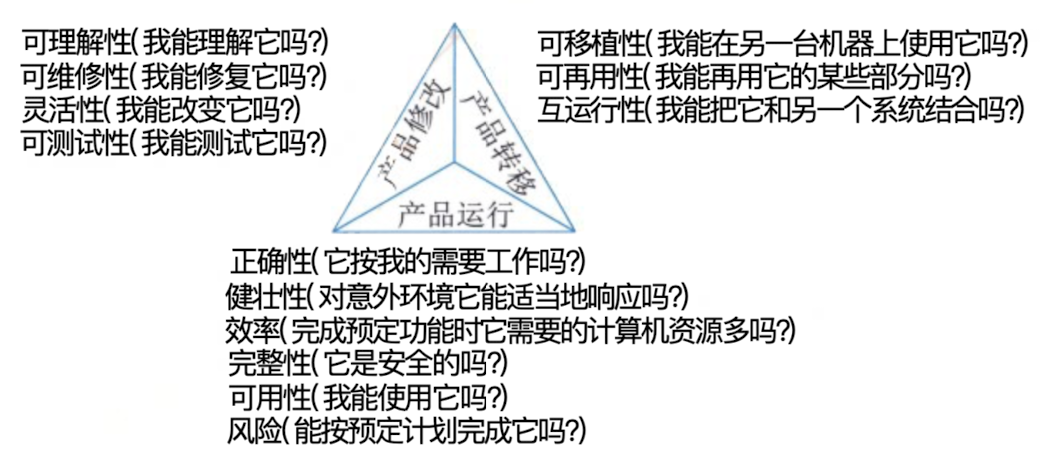 可理解性(我能理解它吗?)
可维修性(我能修复它吗?)
灵活性(我能改变它吗?)
可测试性(我能测试它吗?)
可移植性(我能在另一台机器上使用它吗?)
可再用性(我能再用它的某些部分吗?)
互运行性(我能把它和另一个系统结合吗?)
产品修改
产品转移
产品运行
正确性(它按我的需要工作吗?)
健壮性(对意外环境它能适当地响应吗?)
效率(完成预定功能时它需要的计算机资源多吗?)
完整性(它是安全的吗?)
可用性(我能使用它吗?)
风险(能按预定计划完成它吗?)